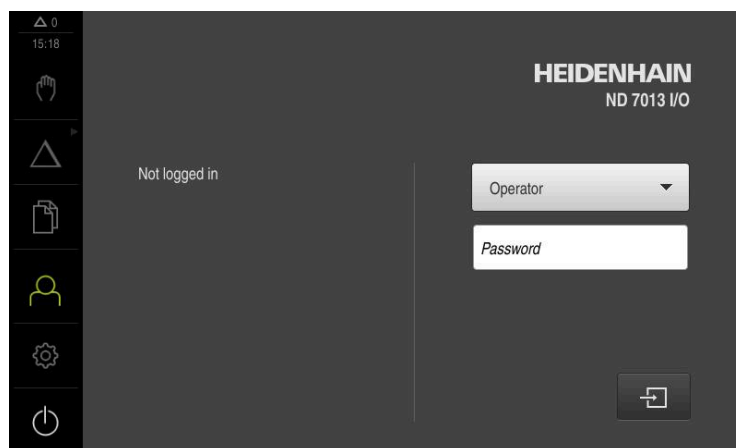 0
15:18
HEIDENHAIN
ND 7013 I/O
Not logged in
Operator
Password